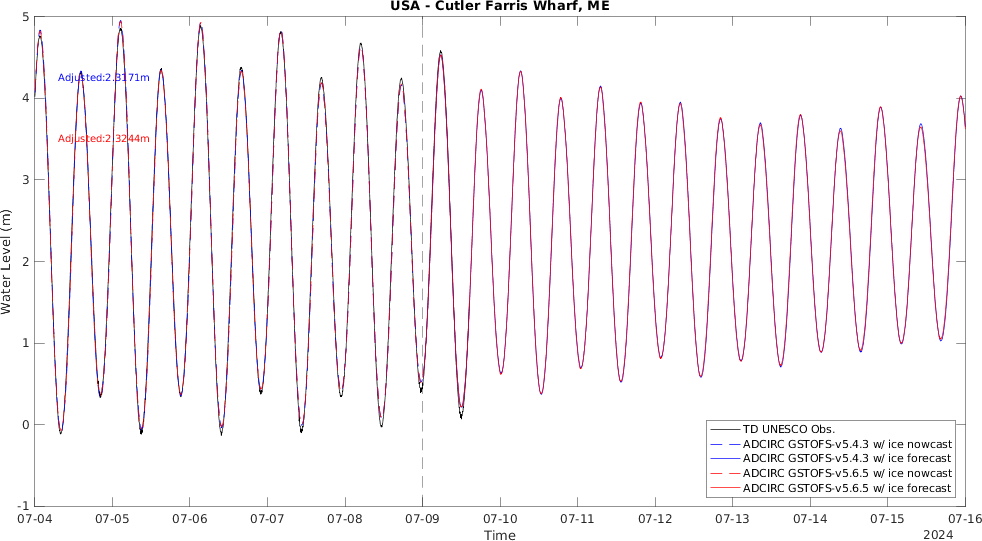 USA - Cutler Farris Wharf, ME
5
Adjusted:2.3171m
4
Adjusted:2.3244m
3
Water Level (m)
2
1
0
-1
TD UNESCO Obs.
ADCIRC GSTOFS-v5.4.3 w/ ice nowcast
ADCIRC GSTOFS-v5.4.3 w/ ice forecast
ADCIRC GSTOFS-v5.6.5 w/ ice nowcast
ADCIRC GSTOFS-v5.6.5 w/ ice forecast
07-04 07-05 07-06 07-07 07-08 07-09 07-10 07-11 07-12 07-13 07-14 07-15 07-16
Time
2024